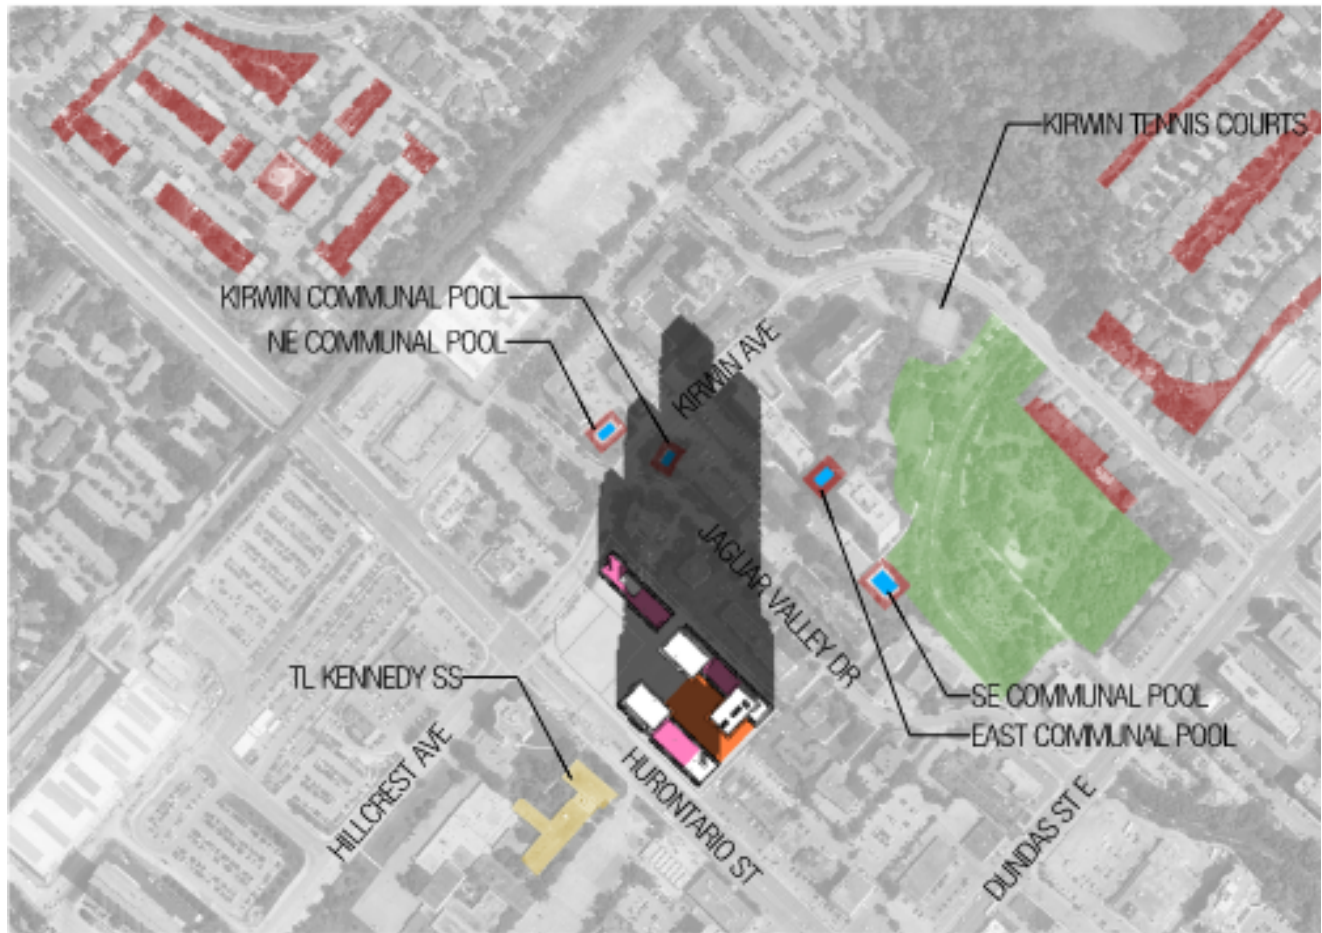 KIRWIN TENNIS COURTS
KIRWIN COMMUNAL POOL
NE COMMUNAL POOL
KIRWIN AVE
JAGUAR VALLEY DR
TL KENNEDY SS
SE COMMUNAL POOL
EAST COMMUNAL POOL
HILLCREST AVE
HURONTARIO ST
DUNDAS ST E